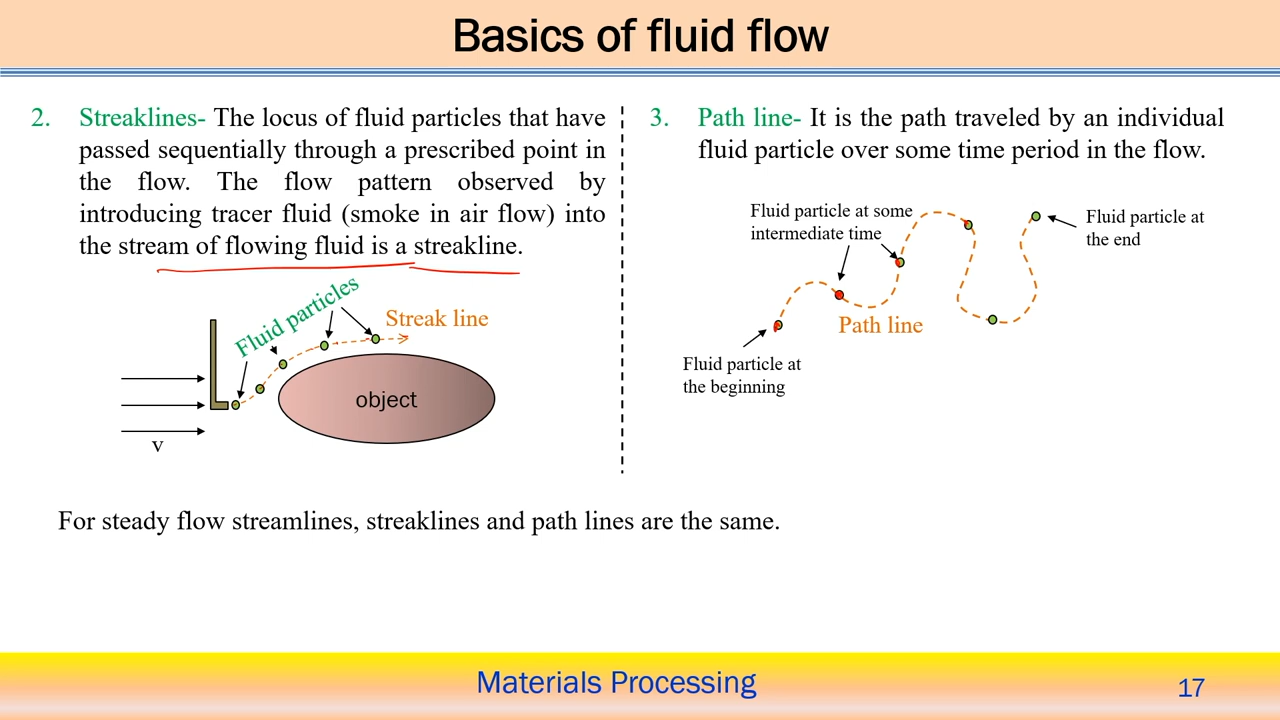 Basics of fluid flow
2. Streaklines- The locus of fluid particles that have
passed sequentially through a prescribed point in
the flow. The flow pattern observed by
introducing tracer fluid (smoke in air flow) into
the stream of flowing fluid is a streakline.
Fluid particles
Streak line
object
v
3. Path line- It is the path traveled by an individual
fluid particle over some time period in the flow.
Fluid particle at some
intermediate time
Fluid particle at
the end
Path line
Fluid particle at
the beginning
For steady flow streamlines, streaklines and path lines are the same.
Materials Processing
17